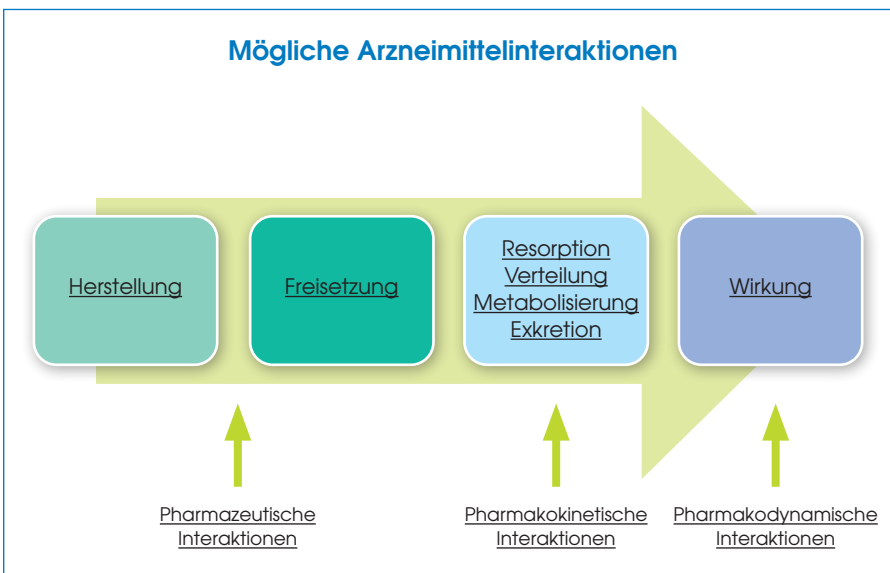 Mögliche Arzneimittelinteraktionen
Herstellung
Freisetzung
Resorption
Verteilung
Metabolisierung
Exkretion
Wirkung
Pharmazeutische
Interaktionen
Pharmakokinetische
Interaktionen
Pharmakodynamische
Interaktionen